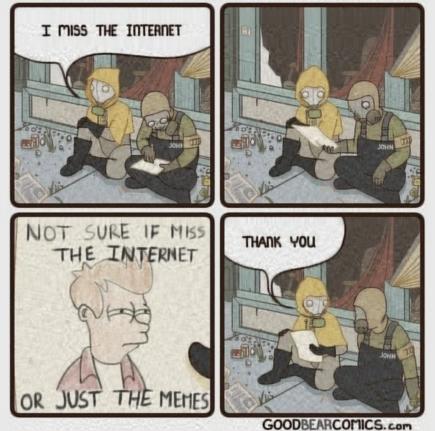 I MISS THE INTERNET
JOHN
JOHN
NOT SURE IF MISS
THE INTERNET
OR JUST THE MEMES
THANK YOU
JOHN
GOODBEARCOMICS.com